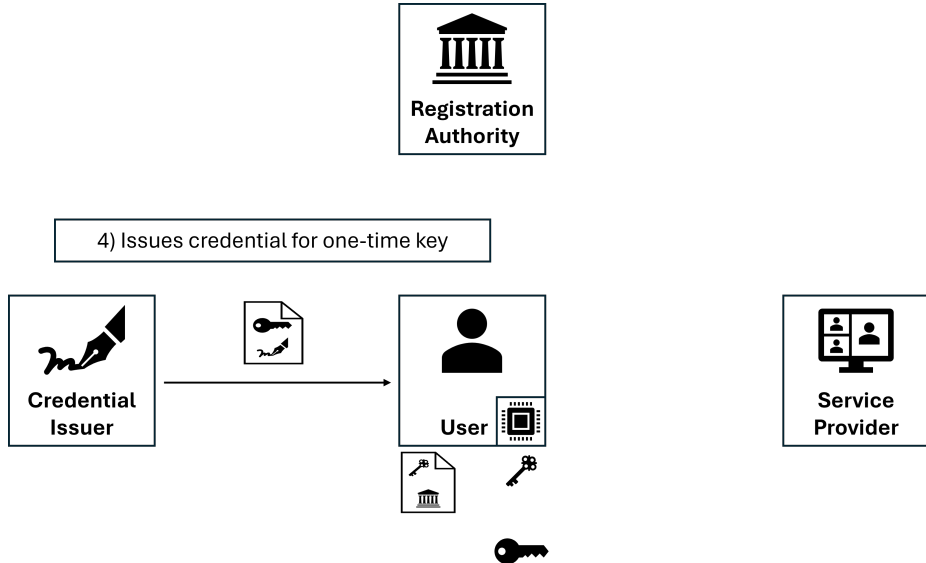 Registration
Authority
4) Issues credential for one-time key
Credential
Issuer
User
Service
Provider